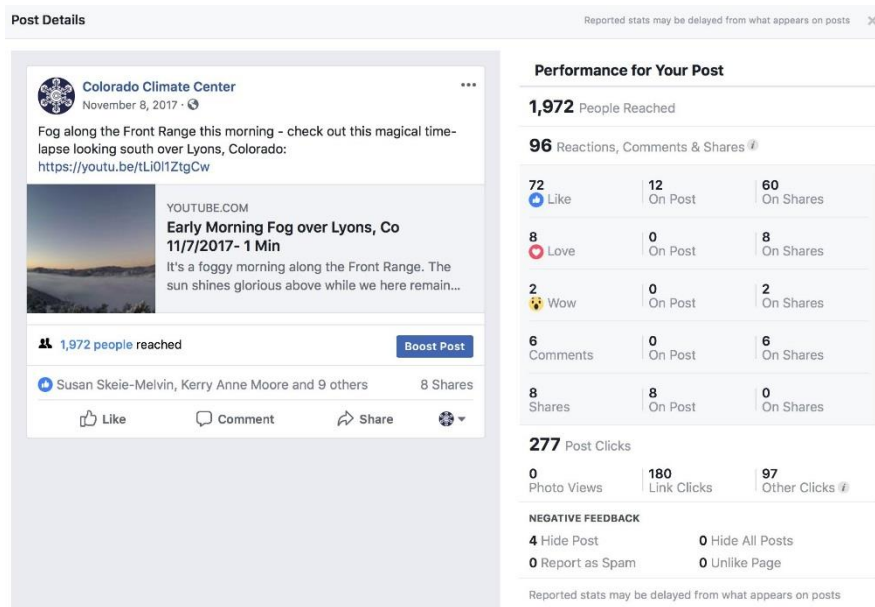 Post Details
Reported stats may be delayed from what appears on posts
Colorado Climate Center
November 8, 2017 ·
Fog along the Front Range this morning - check out this magical time-
lapse looking south over Lyons, Colorado:
https://youtu.be/tLi0l1ZtgCw
YOUTUBE.COM
Early Morning Fog over Lyons, Co
11/7/2017- 1 Min
It's a foggy morning along the Front Range. The
sun shines glorious above while we here remain...
1,972 people reached
Boost Post
Susan Skeie-Melvin, Kerry Anne Moore and 9 others 8 Shares
Like Comment Share
Performance for Your Post
1,972 People Reached
96 Reactions, Comments & Shares
72 12 60
Like On Post On Shares
8 0 8
Love On Post On Shares
2 0 2
Wow On Post On Shares
6 0 6
Comments On Post On Shares
8 8 0
Shares On Post On Shares
277 Post Clicks
0 180 97
Photo Views Link Clicks Other Clicks
NEGATIVE FEEDBACK
4 Hide Post 0 Hide All Posts
0 Report as Spam 0 Unlike Page
Reported stats may be delayed from what appears on posts